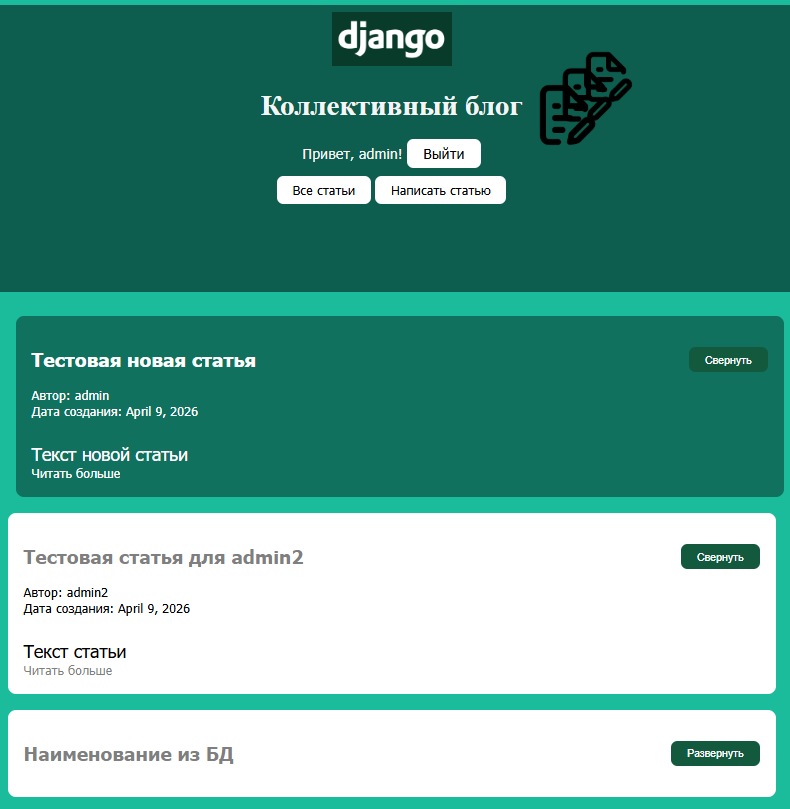 django
Коллективный блог
Привет, admin! Выйти
Все статьи Написать статью
Тестовая новая статья Свернуть
Автор: admin
Дата создания: April 9, 2026
Текст новой статьи
Читать больше
Тестовая статья для admin2 Свернуть
Автор: admin2
Дата создания: April 9, 2026
Текст статьи
Читать больше
Наименование из БД Развернуть